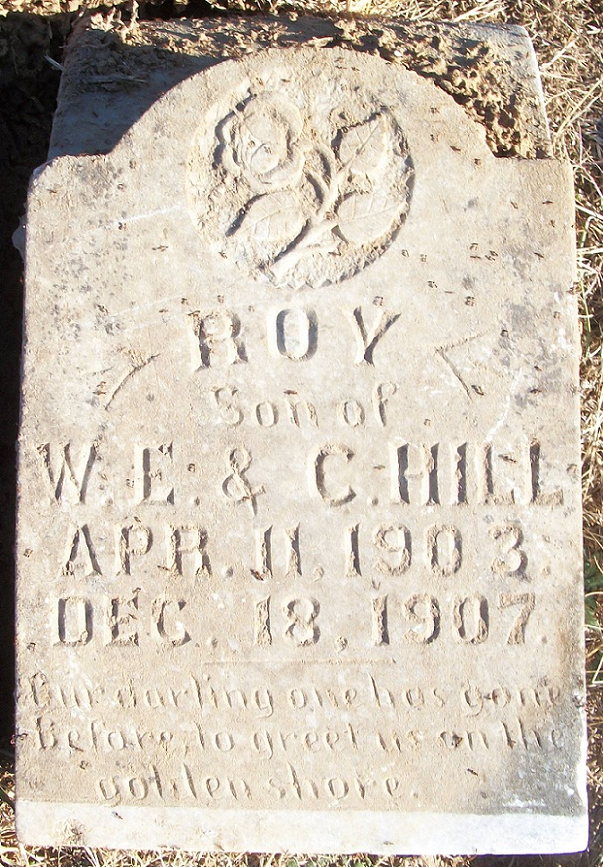 ROY
Son of
W. E. & C. HILL
APR. 11, 1903.
DEC. 18, 1907.
Our darling one has gone
before, to greet us on the
golden shore.